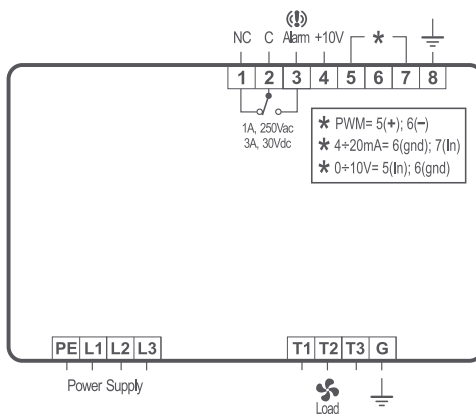 NC C Alarm +10V *
1 2 3 4 5 6 7 8
1A, 250Vac
3A, 30Vdc
* PWM= 5(+); 6(−)
* 4÷20mA= 6(gnd); 7(In)
* 0÷10V= 5(In); 6(gnd)
PE L1 L2 L3 T1 T2 T3 G
Power Supply
Load